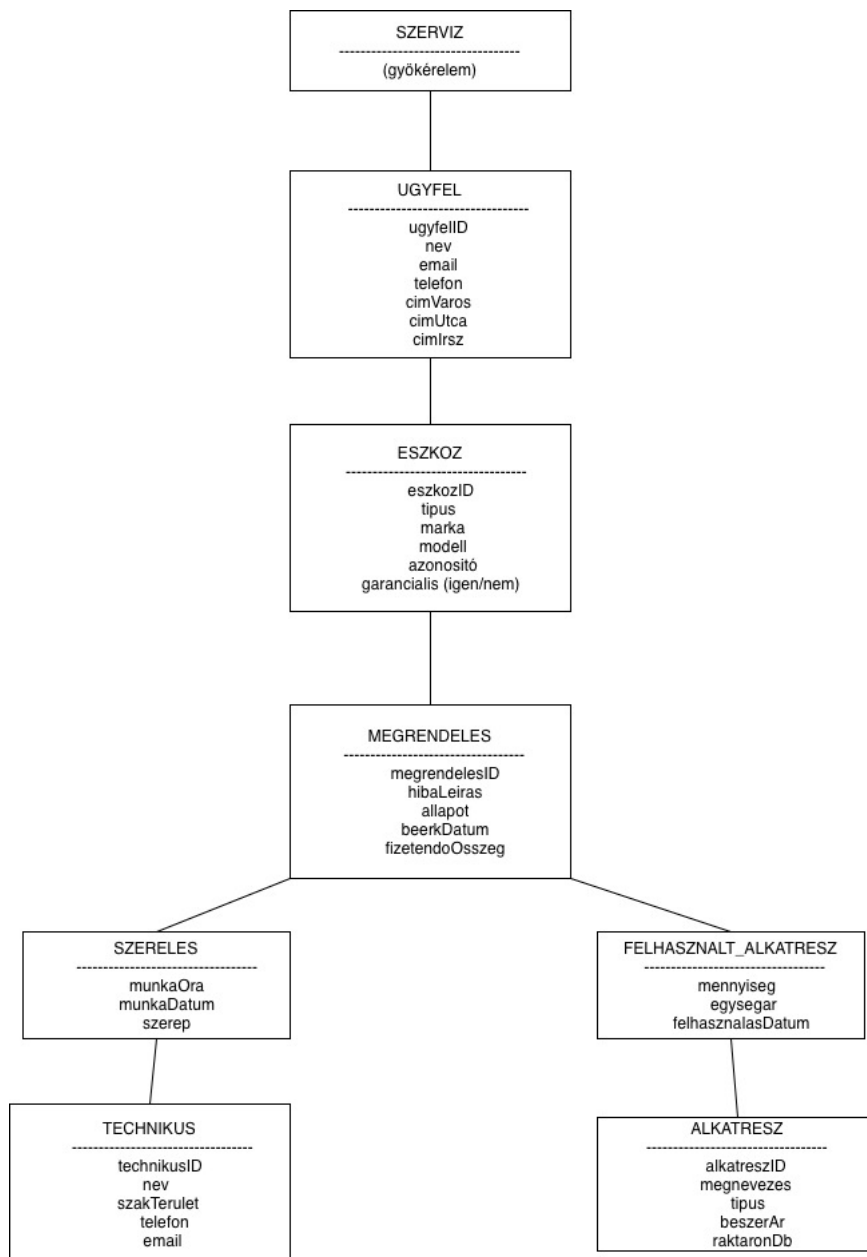 SZERVIZ
----------------------------------
(gyökérelem)
UGYFEL
----------------------------------
ugyfelID
nev
email
telefon
cimVaros
cimUtca
cimIrsz
ESZKOZ
----------------------------------
eszkozID
tipus
marka
modell
azonositó
garancialis (igen/nem)
MEGRENDELES
----------------------------------
megrendelesID
hibaLeiras
allapot
beerkDatum
fizetendoOsszeg
SZERELES
----------------------------------
munkaOra
munkaDatum
szerep
FELHASZNALT_ALKATRESZ
----------------------------------
mennyiseg
egysegar
felhasznalasDatum
TECHNIKUS
----------------------------------
technikusID
nev
szakTerulet
telefon
email
ALKATRESZ
----------------------------------
alkatreszID
megnevezes
tipus
beszerAr
raktaronDb